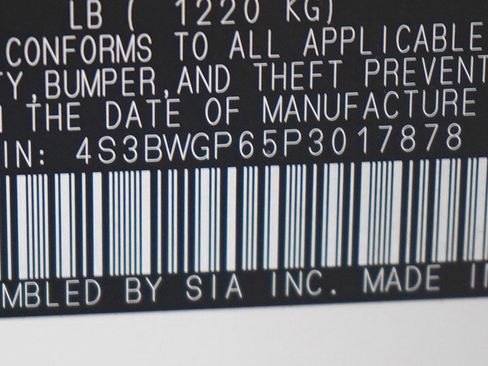 LB ( 1220 KG)
CONFORMS TO ALL APPLICABLE
TY,BUMPER,AND THEFT PREVENT
THE DATE OF MANUFACTURE
IN: 4S3BWGP65P3017878
MBLED BY SIA INC. MADE IN